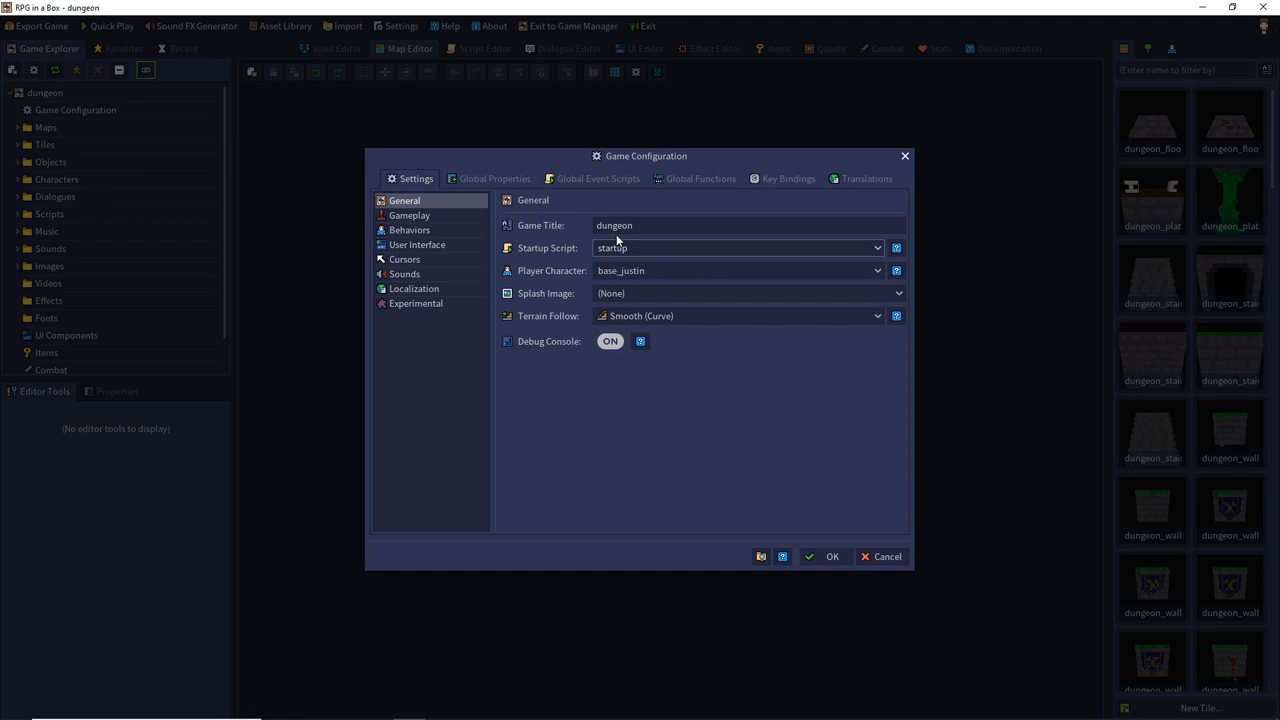 RPG in a Box - dungeon
Export Game Quick Play Sound FX Generator Asset Library Import Settings Help About Exit to Game Manager Exit
Game Explorer Favorites Recent Voxel Editor Map Editor Script Editor Dialogue Editor UI Editor Effect Editor Items Quests Combat Stats Documentation
(Enter name to filter by)
dungeon
Game Configuration
Maps
Tiles
Objects
Characters
Dialogues
Scripts
Music
Sounds
Images
Videos
Effects
Fonts
UI Components
Items
Combat
Editor Tools Properties
(No editor tools to display)
Game Configuration
Settings Global Properties Global Event Scripts Global Functions Key Bindings Translations
General
Gameplay
Behaviors
User Interface
Cursors
Sounds
Localization
Experimental
General
Game Title: dungeon
Startup Script: startup
Player Character: base_justin
Splash Image: (None)
Terrain Follow: Smooth (Curve)
Debug Console: ON
OK Cancel
dungeon_floo dungeon_floo
dungeon_plat dungeon_plat
dungeon_stai dungeon_stai
dungeon_stai dungeon_stai
dungeon_stai dungeon_wall
dungeon_wall dungeon_wall
dungeon_wall dungeon_wall
dungeon_wall dungeon_wall
New Tile...